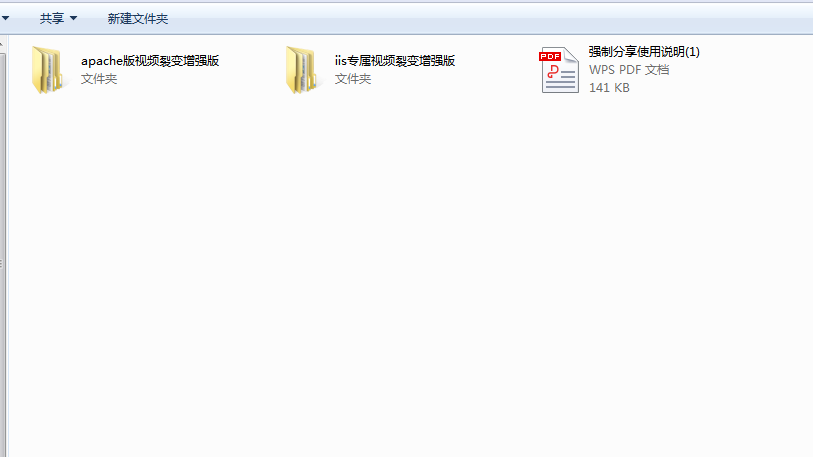 共享 新建文件夹
apache版视频裂变增强版
文件夹
iis专属视频裂变增强版
文件夹
PDF
强制分享使用说明(1)
WPS PDF 文档
141 KB